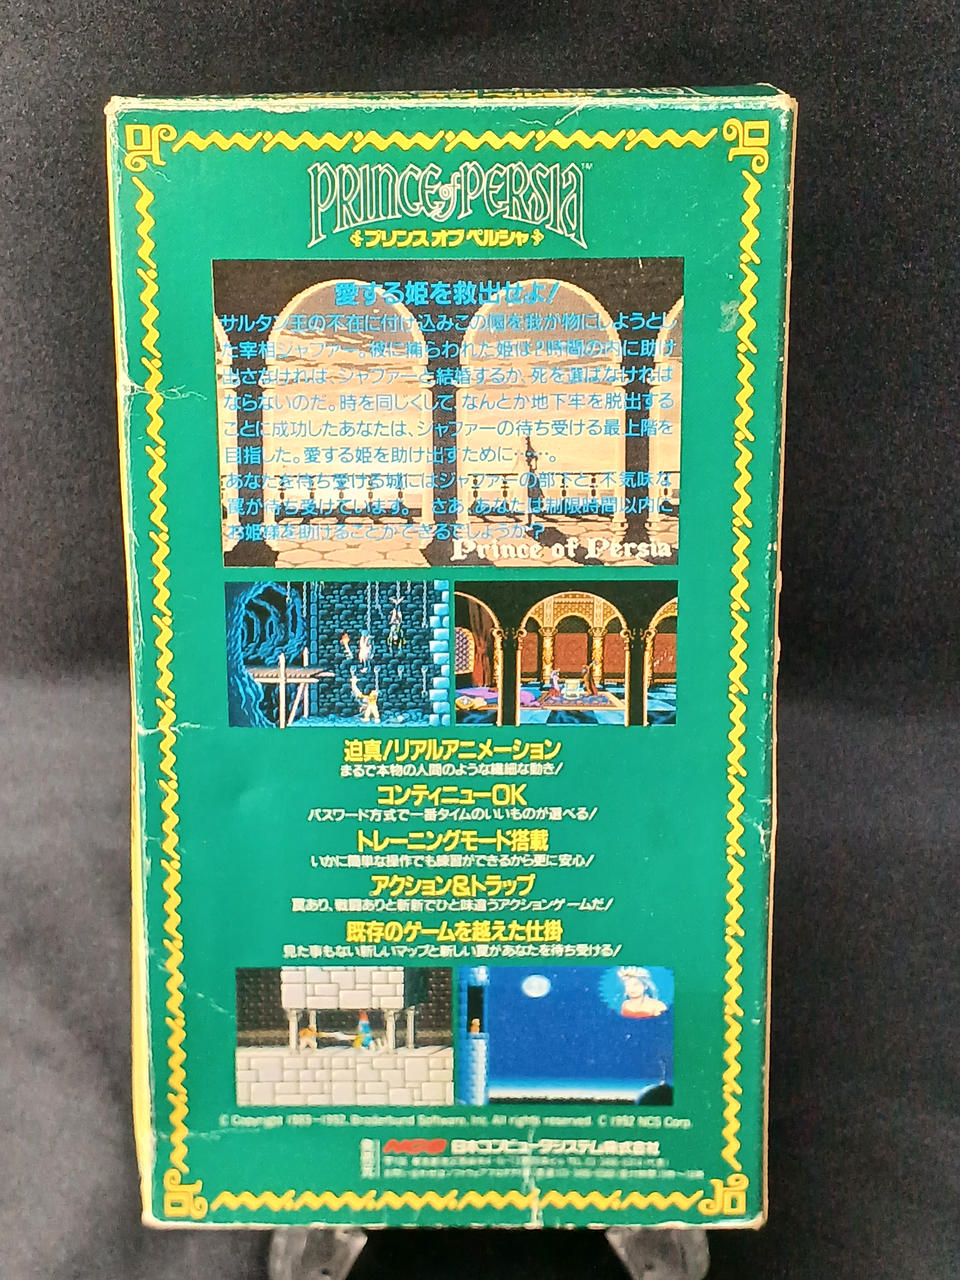 PRINCE of PERSIA™
プリンス オブ ペルシャ
愛する姫を救出せよ!
サルタン王の不在に付け込みこの国を我が物にしようとし
た宰相ジャファー。彼に捕らわれた姫は2時間の内に助け
出さなければ、ジャファーと結婚するか、死を選ばなければ
ならないのだ。時を同じくして、なんとか地下牢を脱出する
ことに成功したあなたは、ジャファーの待ち受ける最上階を
目指した。愛する姫を助け出すために……。
あなたを待ち受ける城にはジャファーの部下と、不気味な
罠が待ち受けています。さあ、あなたは制限時間以内に
お姫様を助けることができるでしょうか?
Prince of Persia
迫真!リアルアニメーション
まるで本物の人間のような繊細な動き!
コンティニューOK
パスワード方式で一番タイムのいいものが選べる!
トレーニングモード搭載
いかに簡単な操作でも練習ができるから更に安心!
アクション&トラップ
罠あり、戦闘ありと斬新でひと味違うアクションゲームだ!
既存のゲームを越えた仕掛
見た事もない新しいマップと新しい罠があなたを待ち受ける!
© Copyright 1989-1992, Brøderbund Software, Inc. All rights reserved. © 1992 NCS Corp.
NCS 日本コンピュータシステム株式会社